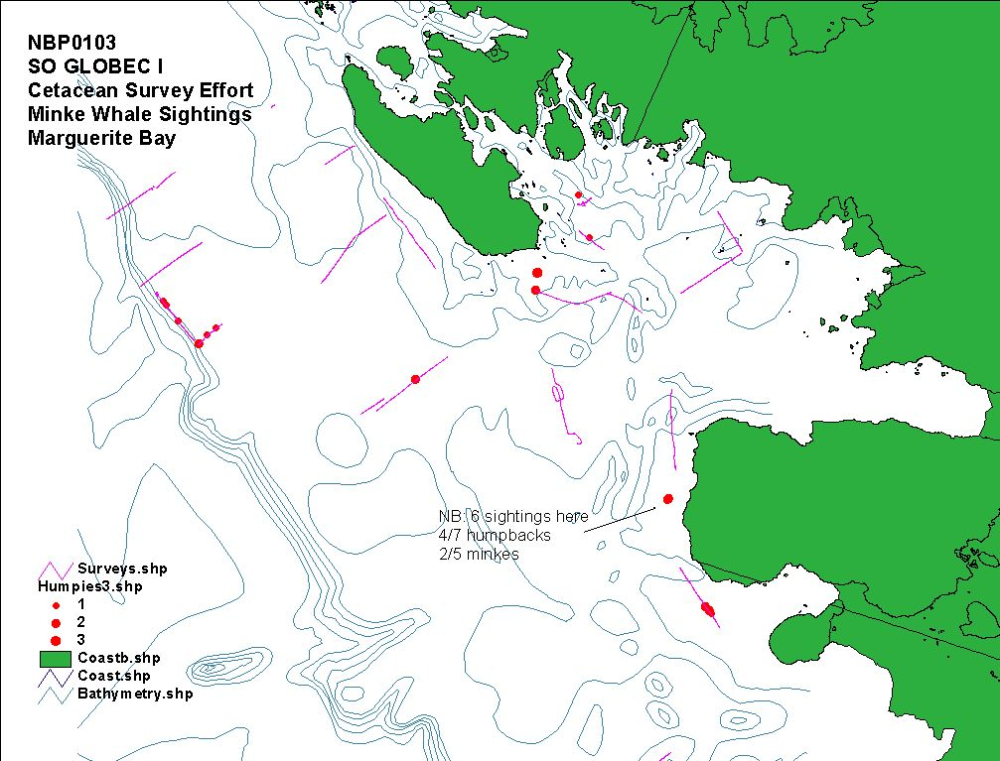 NBP0103
SO GLOBEC I
Cetacean Survey Effort
Minke Whale Sightings
Marguerite Bay
NB: 6 sightings here
4/7 humpbacks
2/5 minkes
Surveys.shp
Humpies3.shp
1
2
3
Coastb.shp
Coast.shp
Bathymetry.shp